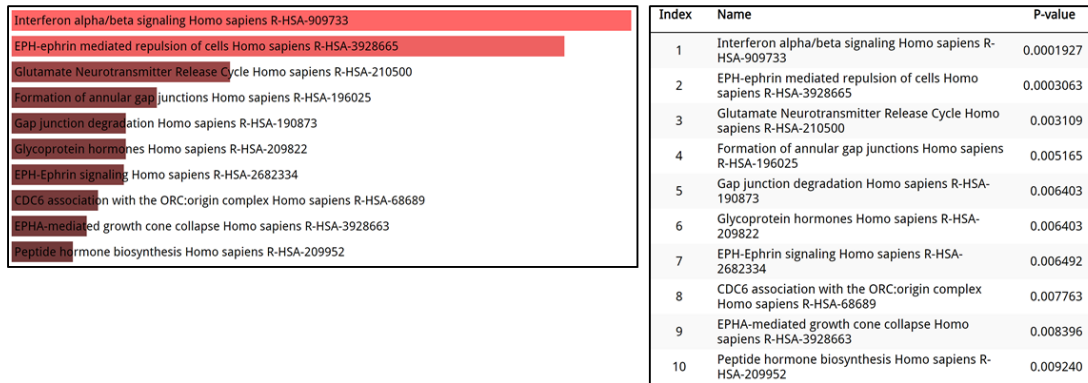 Interferon alpha/beta signaling Homo sapiens R-HSA-909733
EPH-ephrin mediated repulsion of cells Homo sapiens R-HSA-3928665
Glutamate Neurotransmitter Release Cycle Homo sapiens R-HSA-210500
Formation of annular gap junctions Homo sapiens R-HSA-196025
Gap junction degradation Homo sapiens R-HSA-190873
Glycoprotein hormones Homo sapiens R-HSA-209822
EPH-Ephrin signaling Homo sapiens R-HSA-2682334
CDC6 association with the ORC:origin complex Homo sapiens R-HSA-68689
EPHA-mediated growth cone collapse Homo sapiens R-HSA-3928663
Peptide hormone biosynthesis Homo sapiens R-HSA-209952
Index Name P-value
1 Interferon alpha/beta signaling Homo sapiens R-
HSA-909733 0.0001927
2 EPH-ephrin mediated repulsion of cells Homo
sapiens R-HSA-3928665 0.0003063
3 Glutamate Neurotransmitter Release Cycle Homo
sapiens R-HSA-210500 0.003109
4 Formation of annular gap junctions Homo sapiens
R-HSA-196025 0.005165
5 Gap junction degradation Homo sapiens R-HSA-
190873 0.006403
6 Glycoprotein hormones Homo sapiens R-HSA-
209822 0.006403
7 EPH-Ephrin signaling Homo sapiens R-HSA-
2682334 0.006492
8 CDC6 association with the ORC:origin complex
Homo sapiens R-HSA-68689 0.007763
9 EPHA-mediated growth cone collapse Homo
sapiens R-HSA-3928663 0.008396
10 Peptide hormone biosynthesis Homo sapiens R-
HSA-209952 0.009240